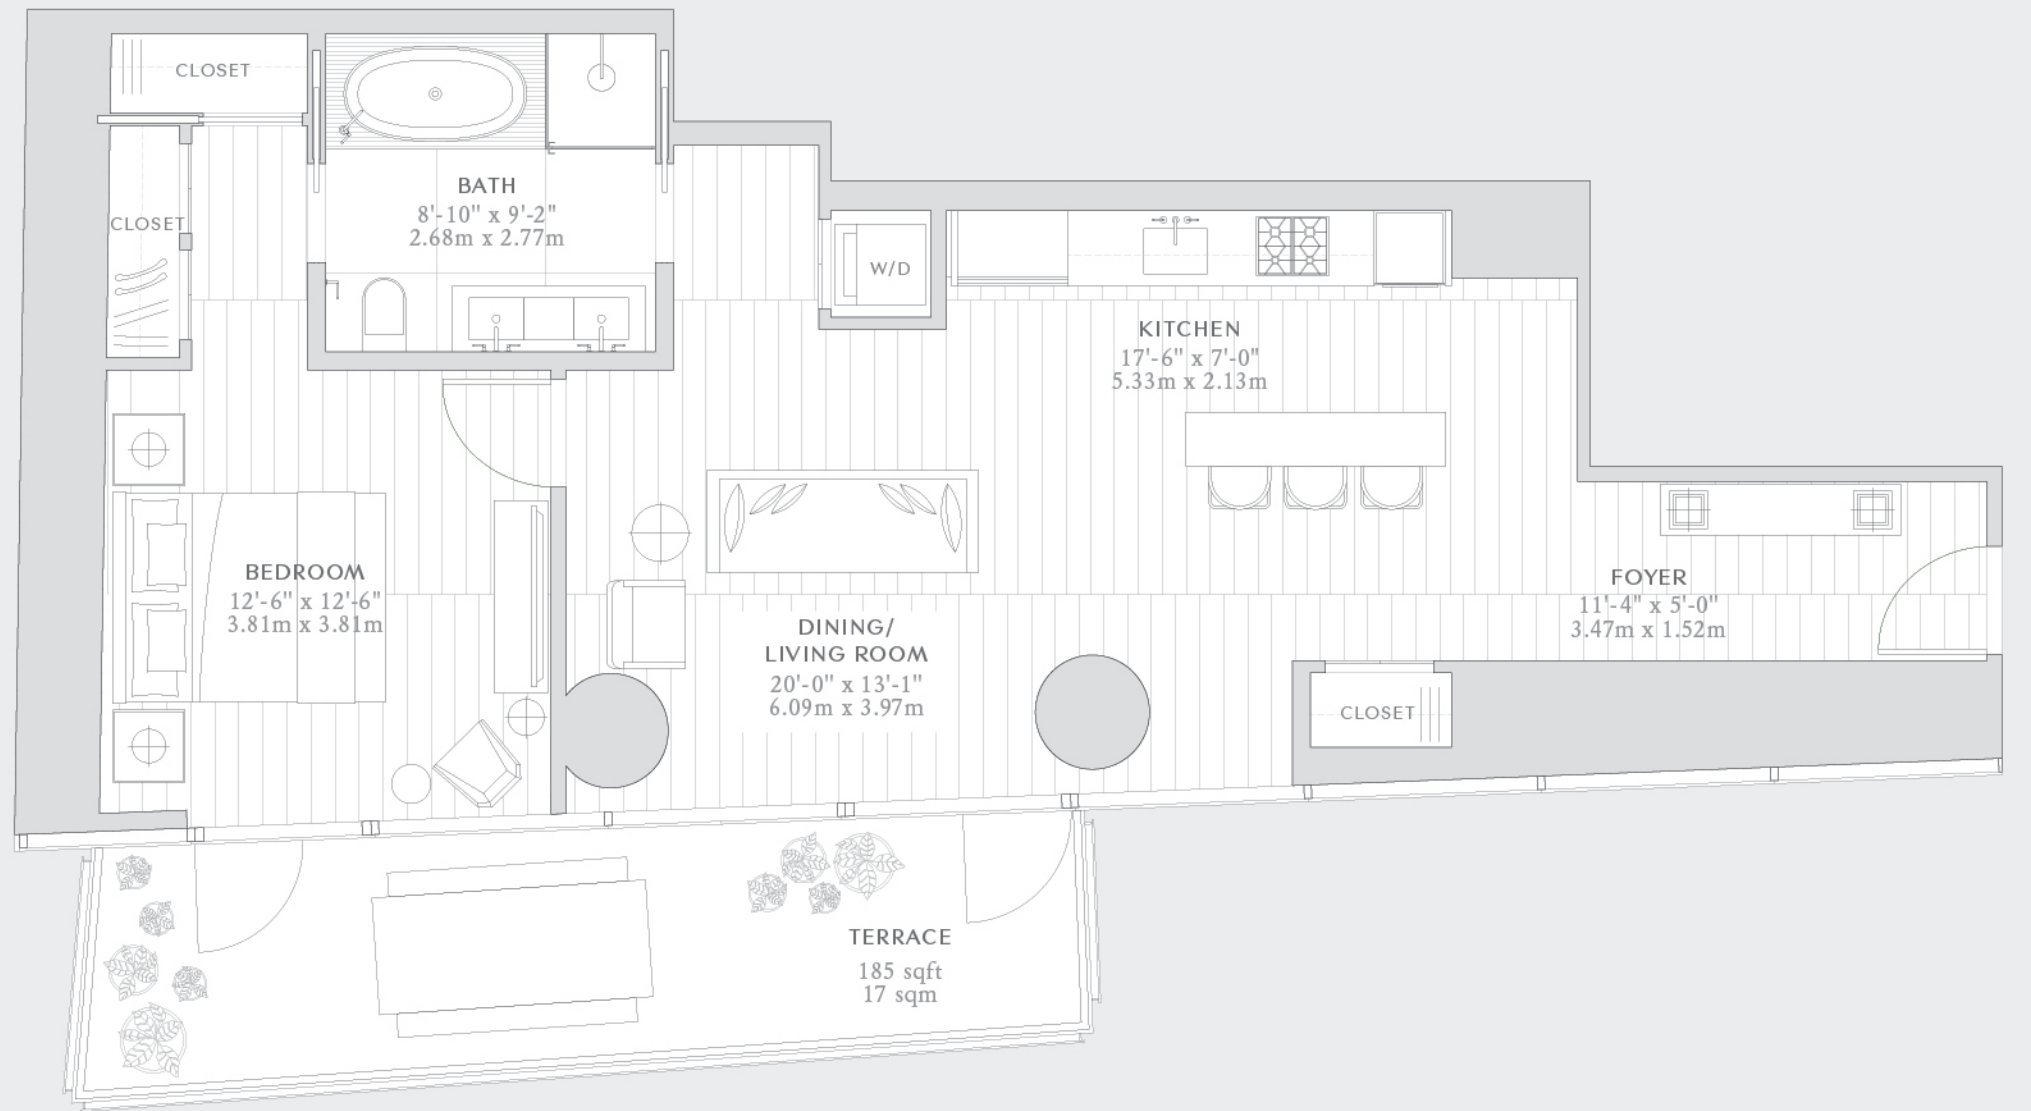 CLOSET
CLOSET
BATH
8'-10" x 9'-2"
2.68m x 2.77m
W/D
KITCHEN
17'-6" x 7'-0"
5.33m x 2.13m
BEDROOM
12'-6" x 12'-6"
3.81m x 3.81m
DINING/
LIVING ROOM
20'-0" x 13'-1"
6.09m x 3.97m
FOYER
11'-4" x 5'-0"
3.47m x 1.52m
CLOSET
TERRACE
185 sqft
17 sqm